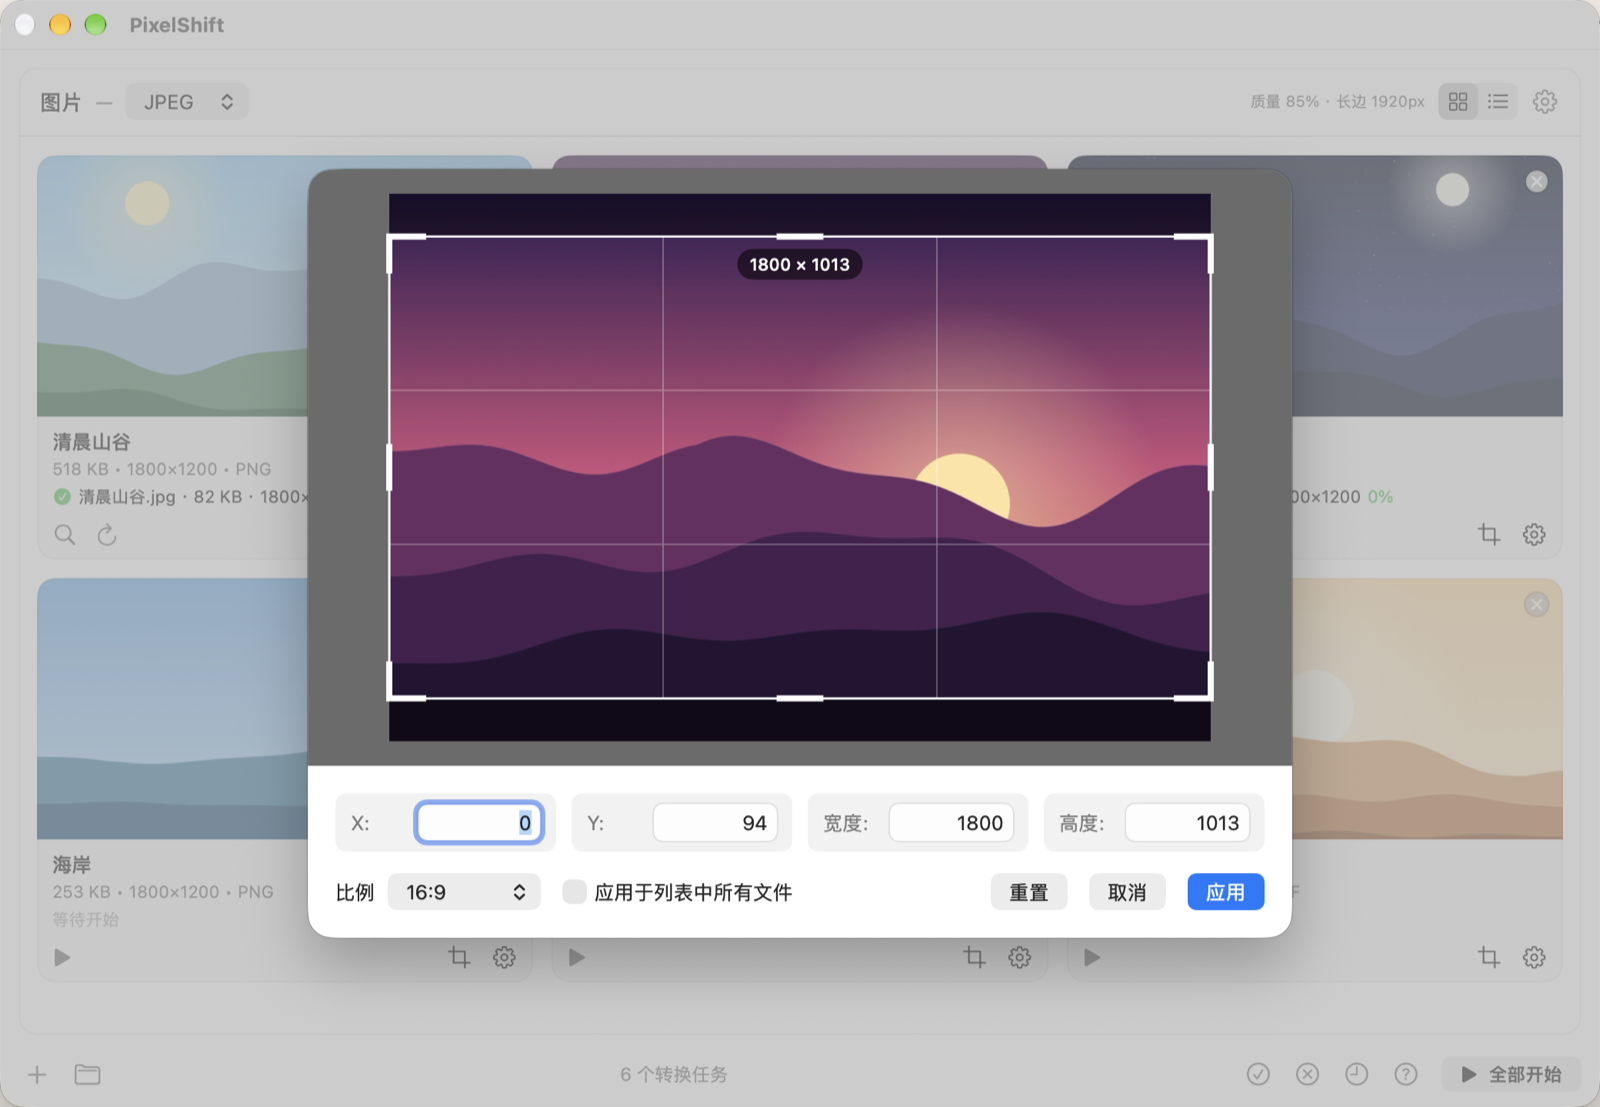 PixelShift
图片 — JPEG
质量 85% · 长边 1920px
1800 × 1013
清晨山谷
518 KB • 1800×1200 • PNG
清晨山谷.jpg · 82 KB · 1800×
00×1200 0%
海岸
253 KB • 1800×1200 • PNG
等待开始
X: 0
Y: 94
宽度: 1800
高度: 1013
比例 16:9
应用于列表中所有文件
重置
取消
应用
6 个转换任务
全部开始